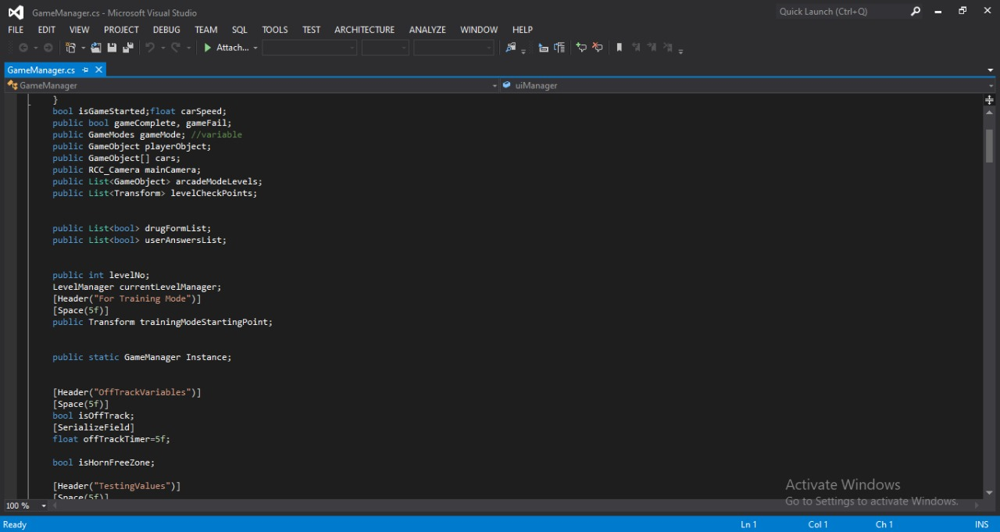 GameManager.cs - Microsoft Visual Studio
Quick Launch (Ctrl+Q)
FILE EDIT VIEW PROJECT DEBUG TEAM SQL TOOLS TEST ARCHITECTURE ANALYZE WINDOW HELP
Attach...
GameManager.cs
GameManager
uiManager
}
bool isGameStarted;float carSpeed;
public bool gameComplete, gameFail;
public GameModes gameMode; //variable
public GameObject playerObject;
public GameObject[] cars;
public RCC_Camera mainCamera;
public List<GameObject> arcadeModeLevels;
public List<Transform> levelCheckPoints;
public List<bool> drugFormList;
public List<bool> userAnswersList;
public int levelNo;
LevelManager currentLevelManager;
[Header("For Training Mode")]
[Space(5f)]
public Transform trainingModeStartingPoint;
public static GameManager Instance;
[Header("OffTrackVariables")]
[Space(5f)]
bool isOffTrack;
[SerializeField]
float offTrackTimer=5f;
bool isHornFreeZone;
[Header("TestingValues")]
[Space(5f)]
Activate Windows
Go to Settings to activate Windows.
100 %
Ready
Ln 1 Col 1 Ch 1 INS